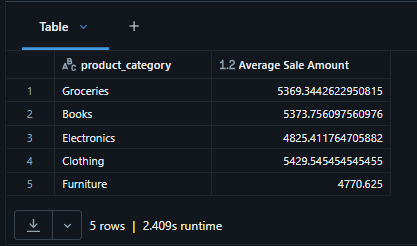 Table
+
ABC product_category 1.2 Average Sale Amount
1 Groceries 5369.3442622950815
2 Books 5373.756097560976
3 Electronics 4825.411764705882
4 Clothing 5429.545454545455
5 Furniture 4770.625
5 rows | 2.409s runtime